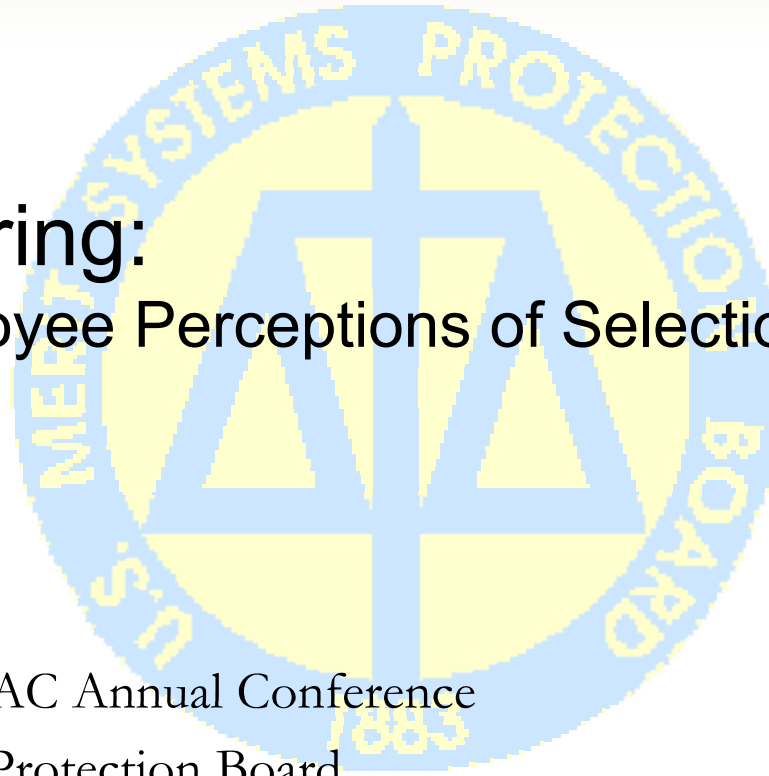 ring:
oyee Perceptions of Selectio
AC Annual Conference
Protection Board
U.S. MERIT SYSTEMS PROTECTION BOARD
1883